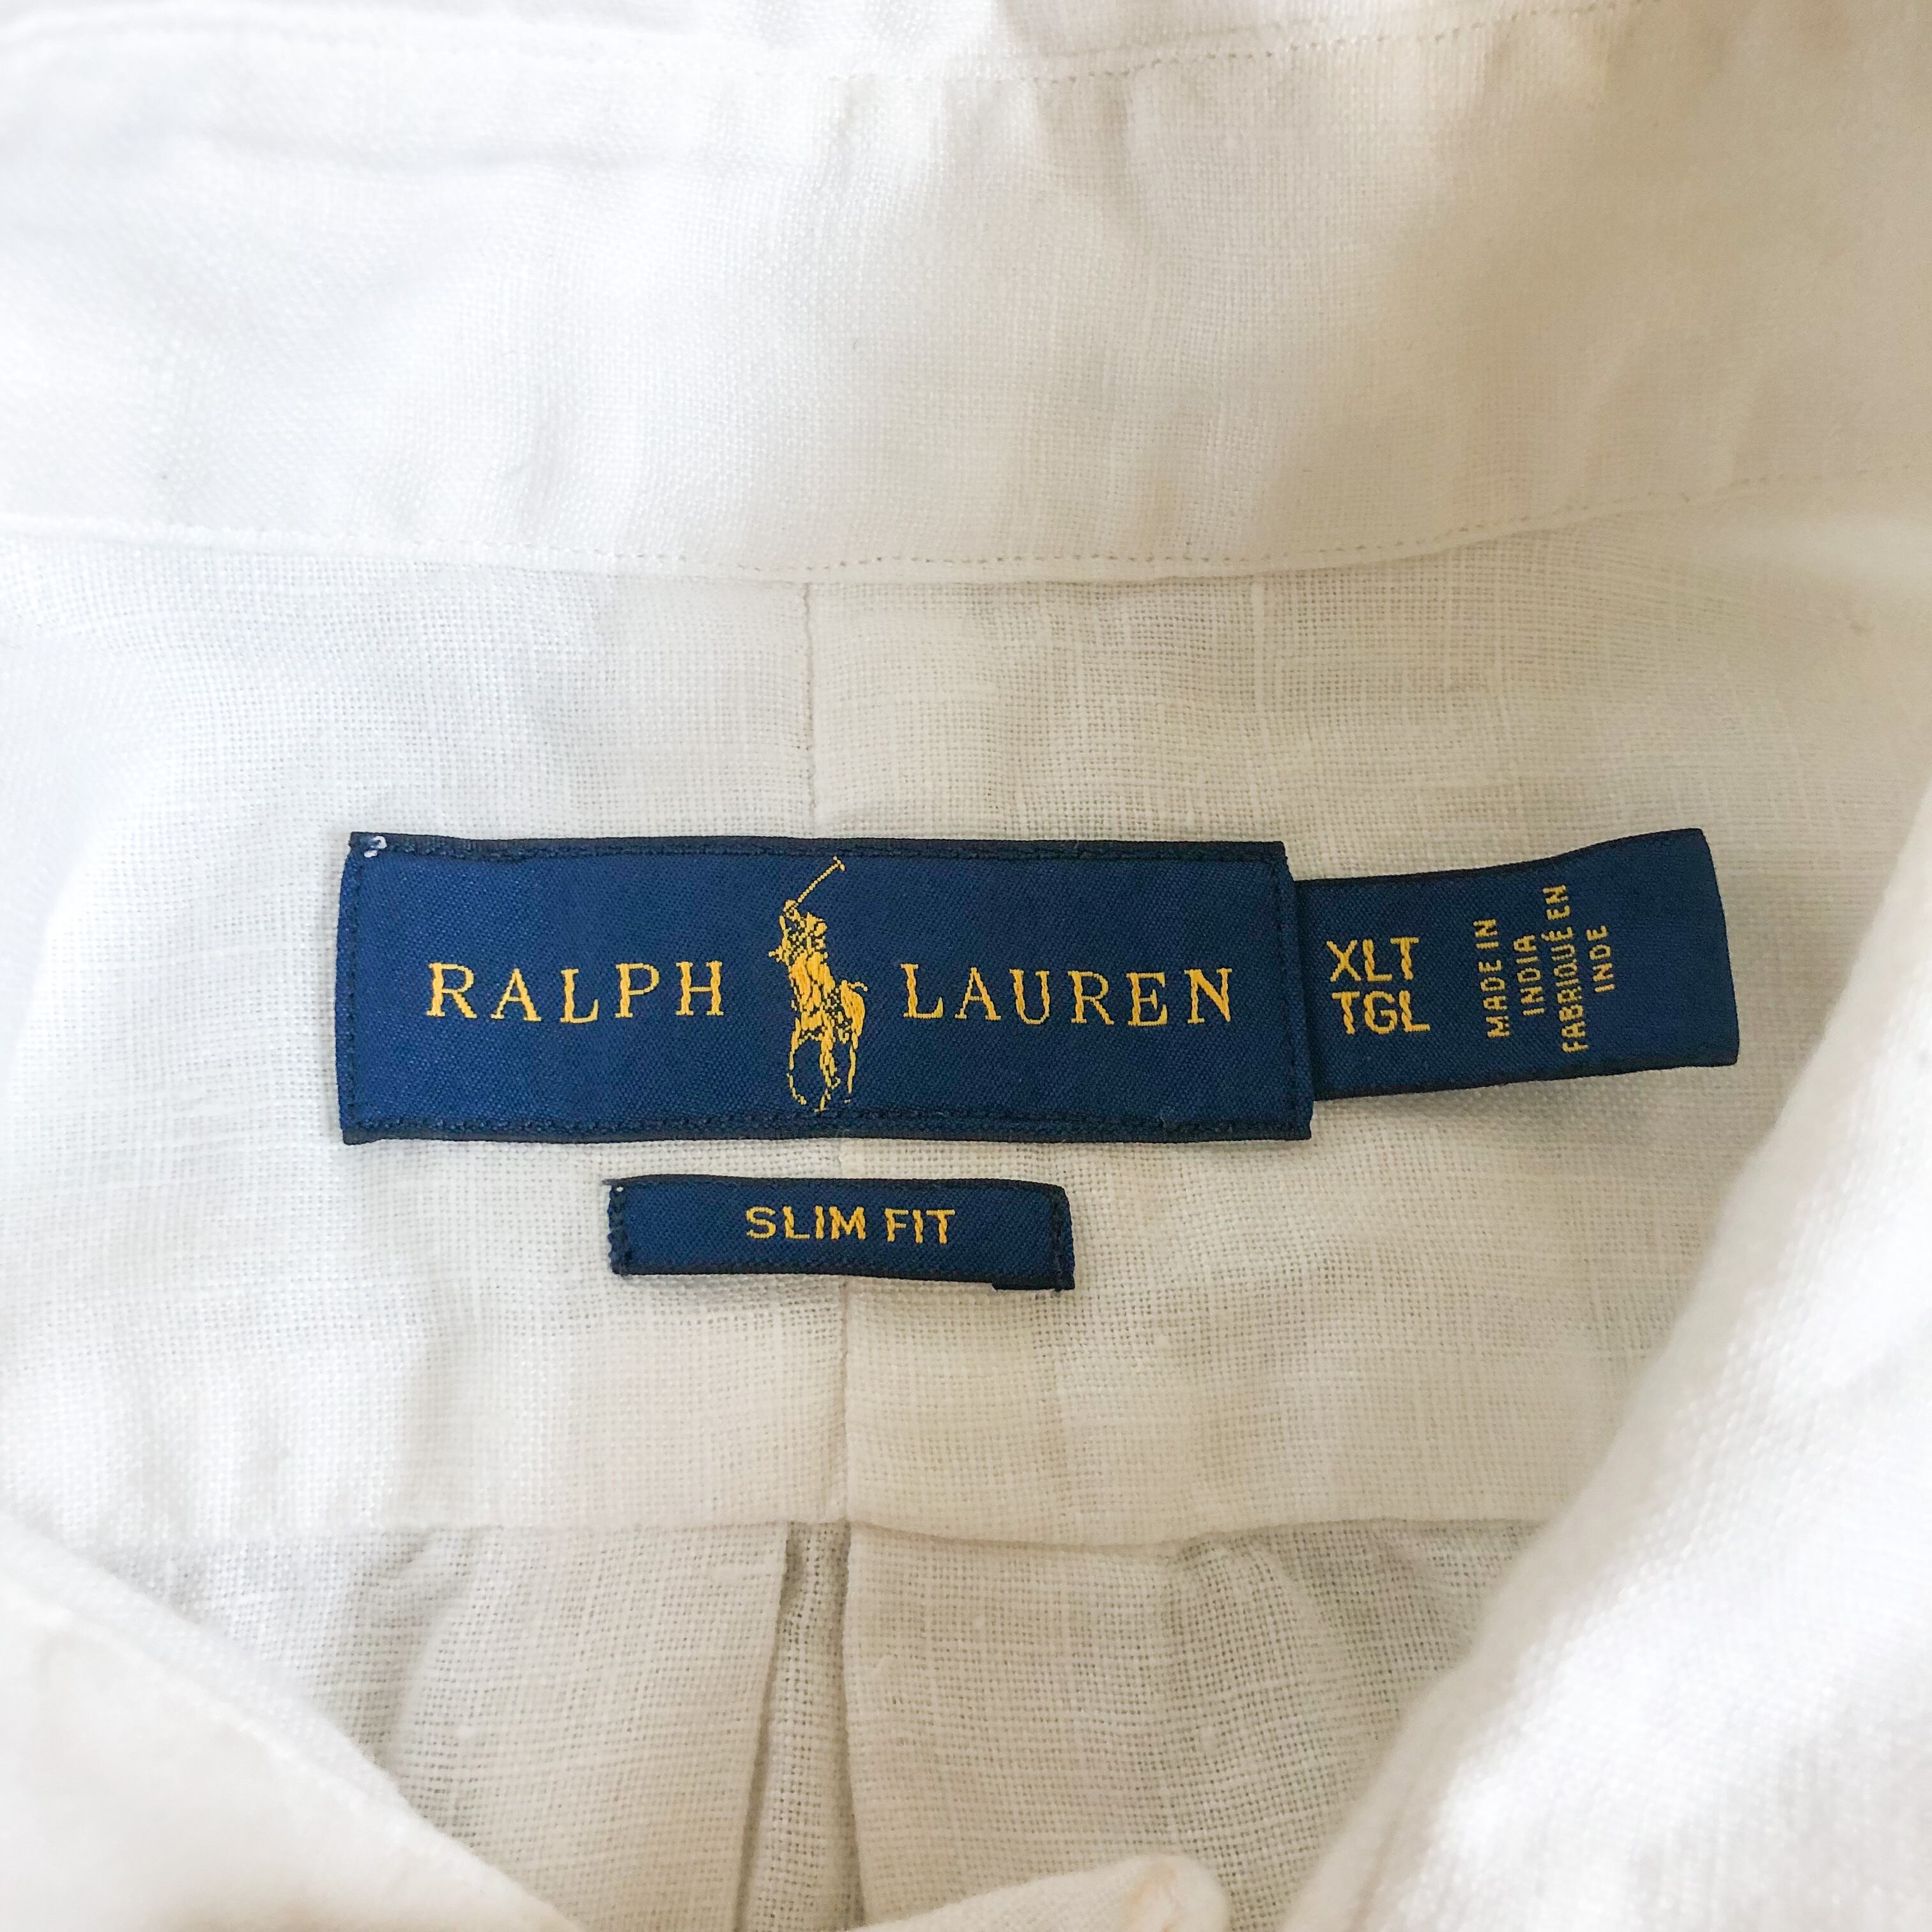 RALPH LAUREN
XLT
TGL
MADE IN
INDIA
FABRIQUÉ EN
INDE
SLIM FIT